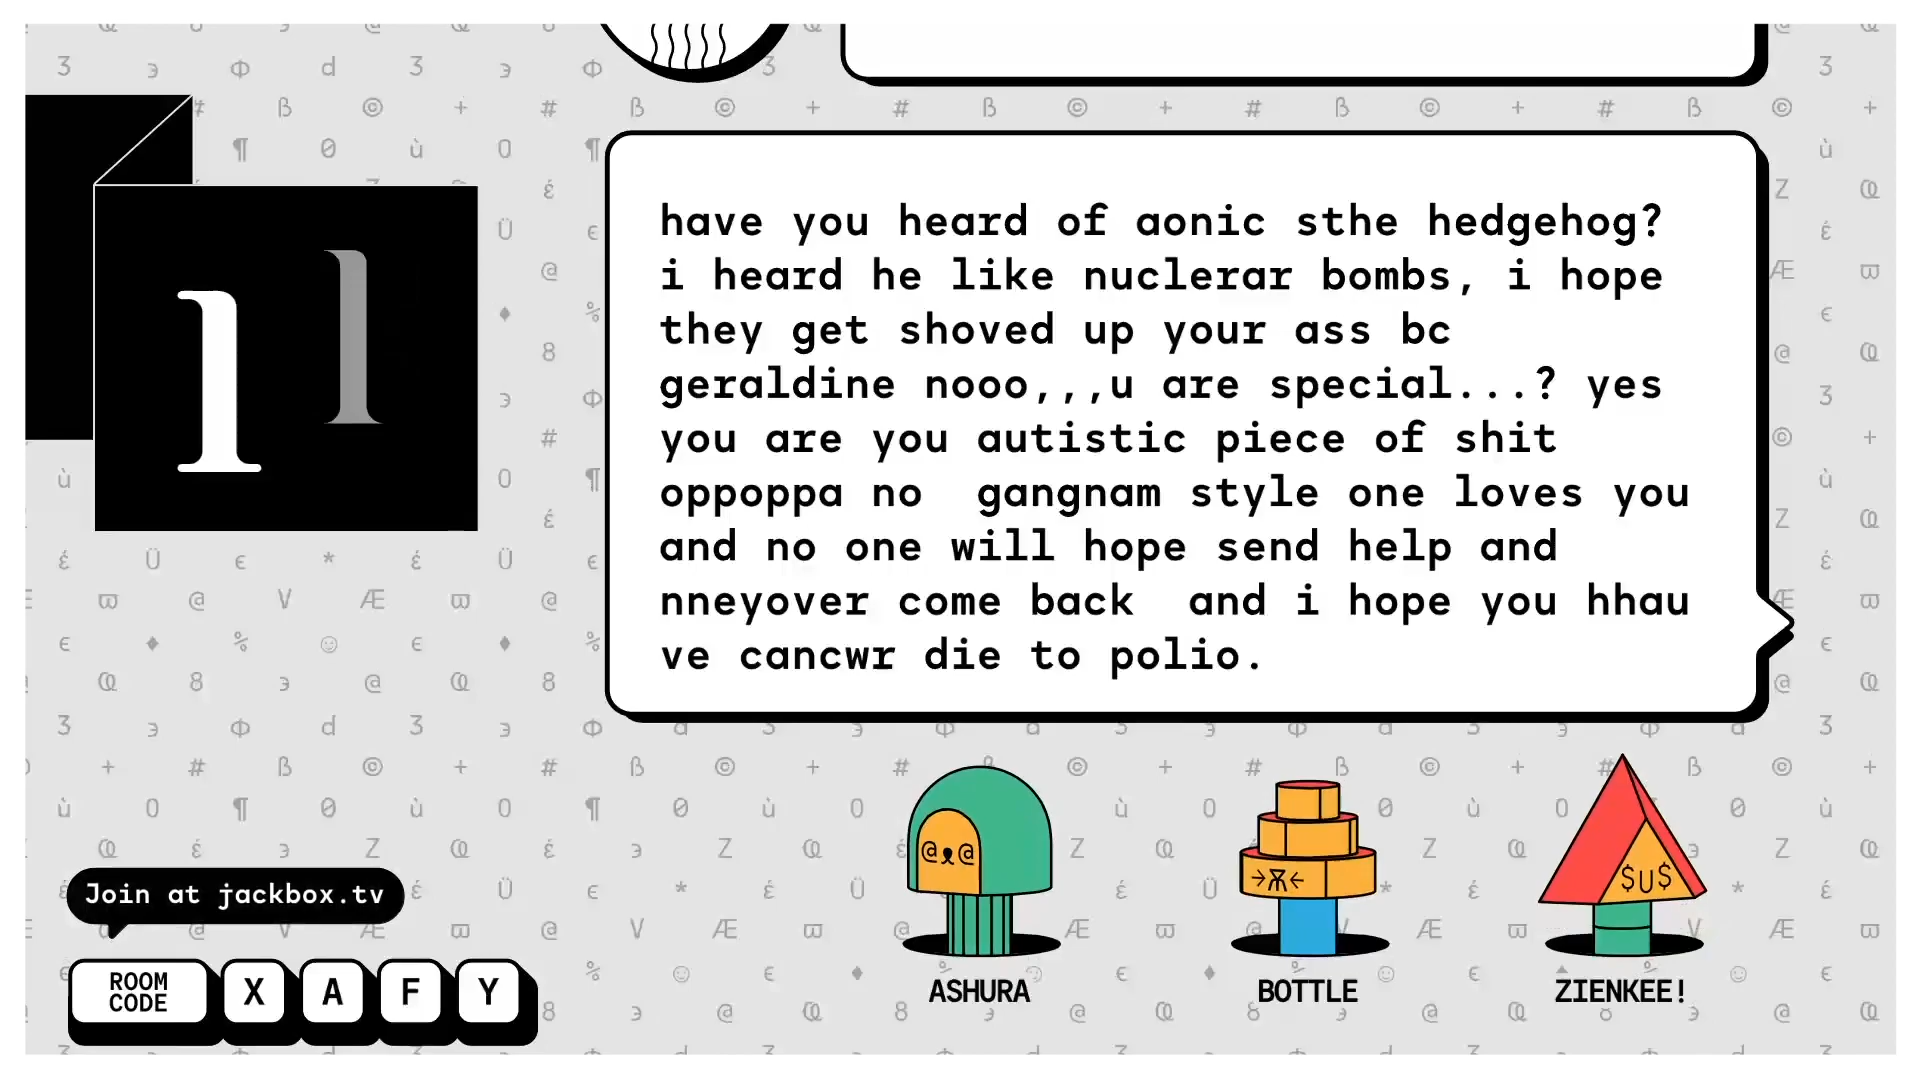 have you heard of aonic sthe hedgehog?
i heard he like nuclerar bombs, i hope
they get shoved up your ass bc
geraldine nooo,,,u are special...? yes
you are you autistic piece of shit
oppoppa no  gangnam style one loves you
and no one will hope send help and
nneyover come back  and i hope you hhau
ve cancwr die to polio.
Join at jackbox.tv
ROOM
CODE
X A F Y
ASHURA
BOTTLE
ZIENKEE!